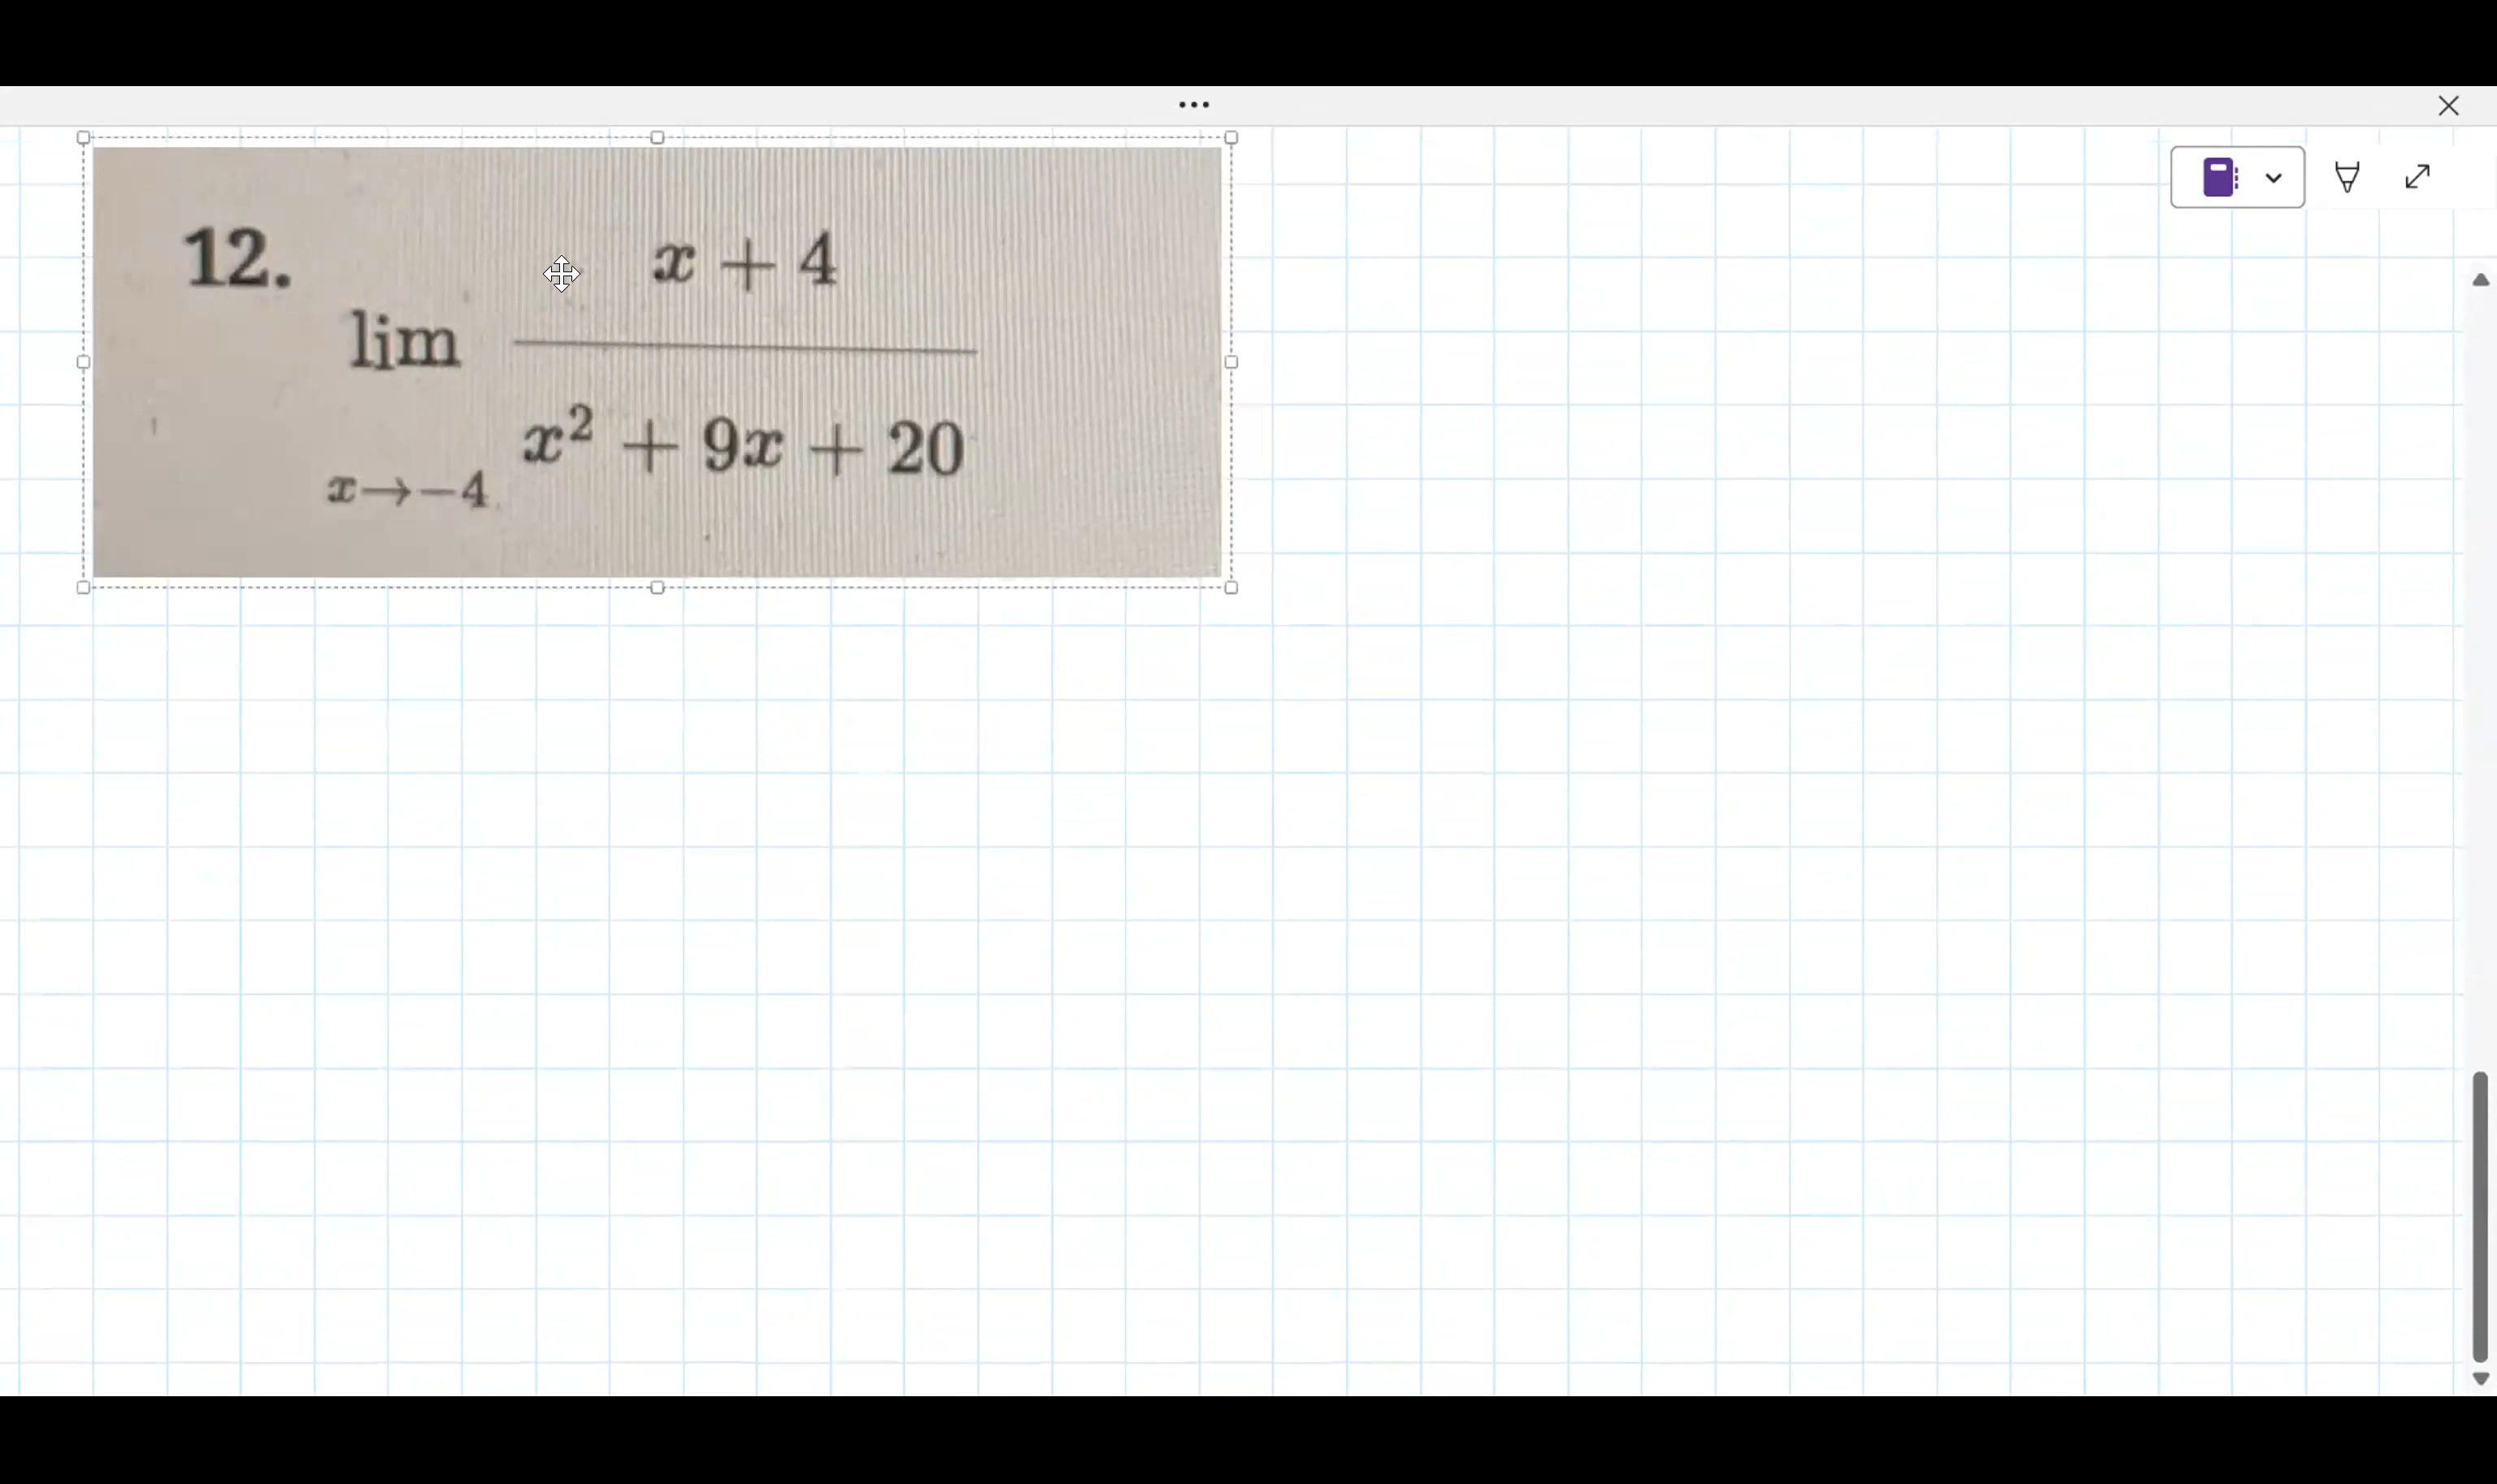 12.
lim x + 4 / x² + 9x + 20
x→−4